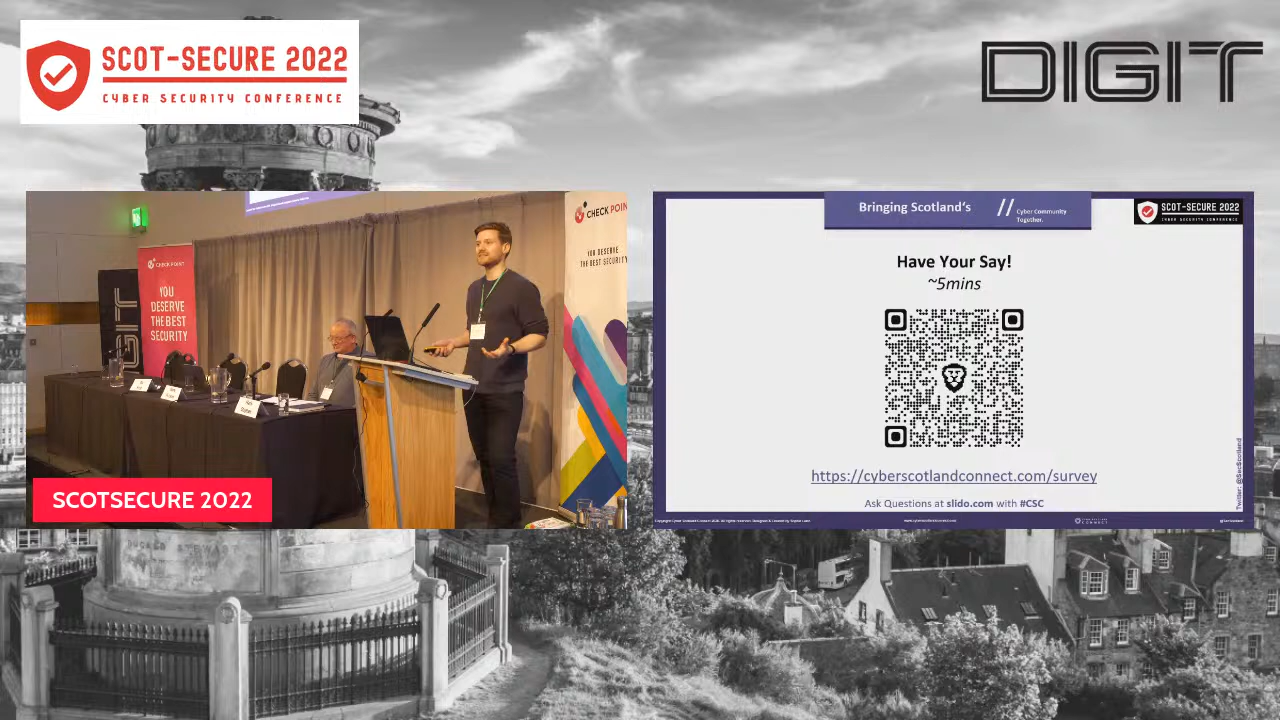 SCOT-SECURE 2022
CYBER SECURITY CONFERENCE
DIGIT
CHECK POINT
YOU
DESERVE
THE BEST
SECURITY
CHECK POIN
YOU DESERVE
THE BEST SECURITY
SCOTSECURE 2022
Bringing Scotland's
//
Cyber Community
Together.
SCOT-SECURE 2022
CYBER SECURITY CONFERENCE
Have Your Say!
~5mins
https://cyberscotlandconnect.com/survey
Ask Questions at slido.com with #CSC